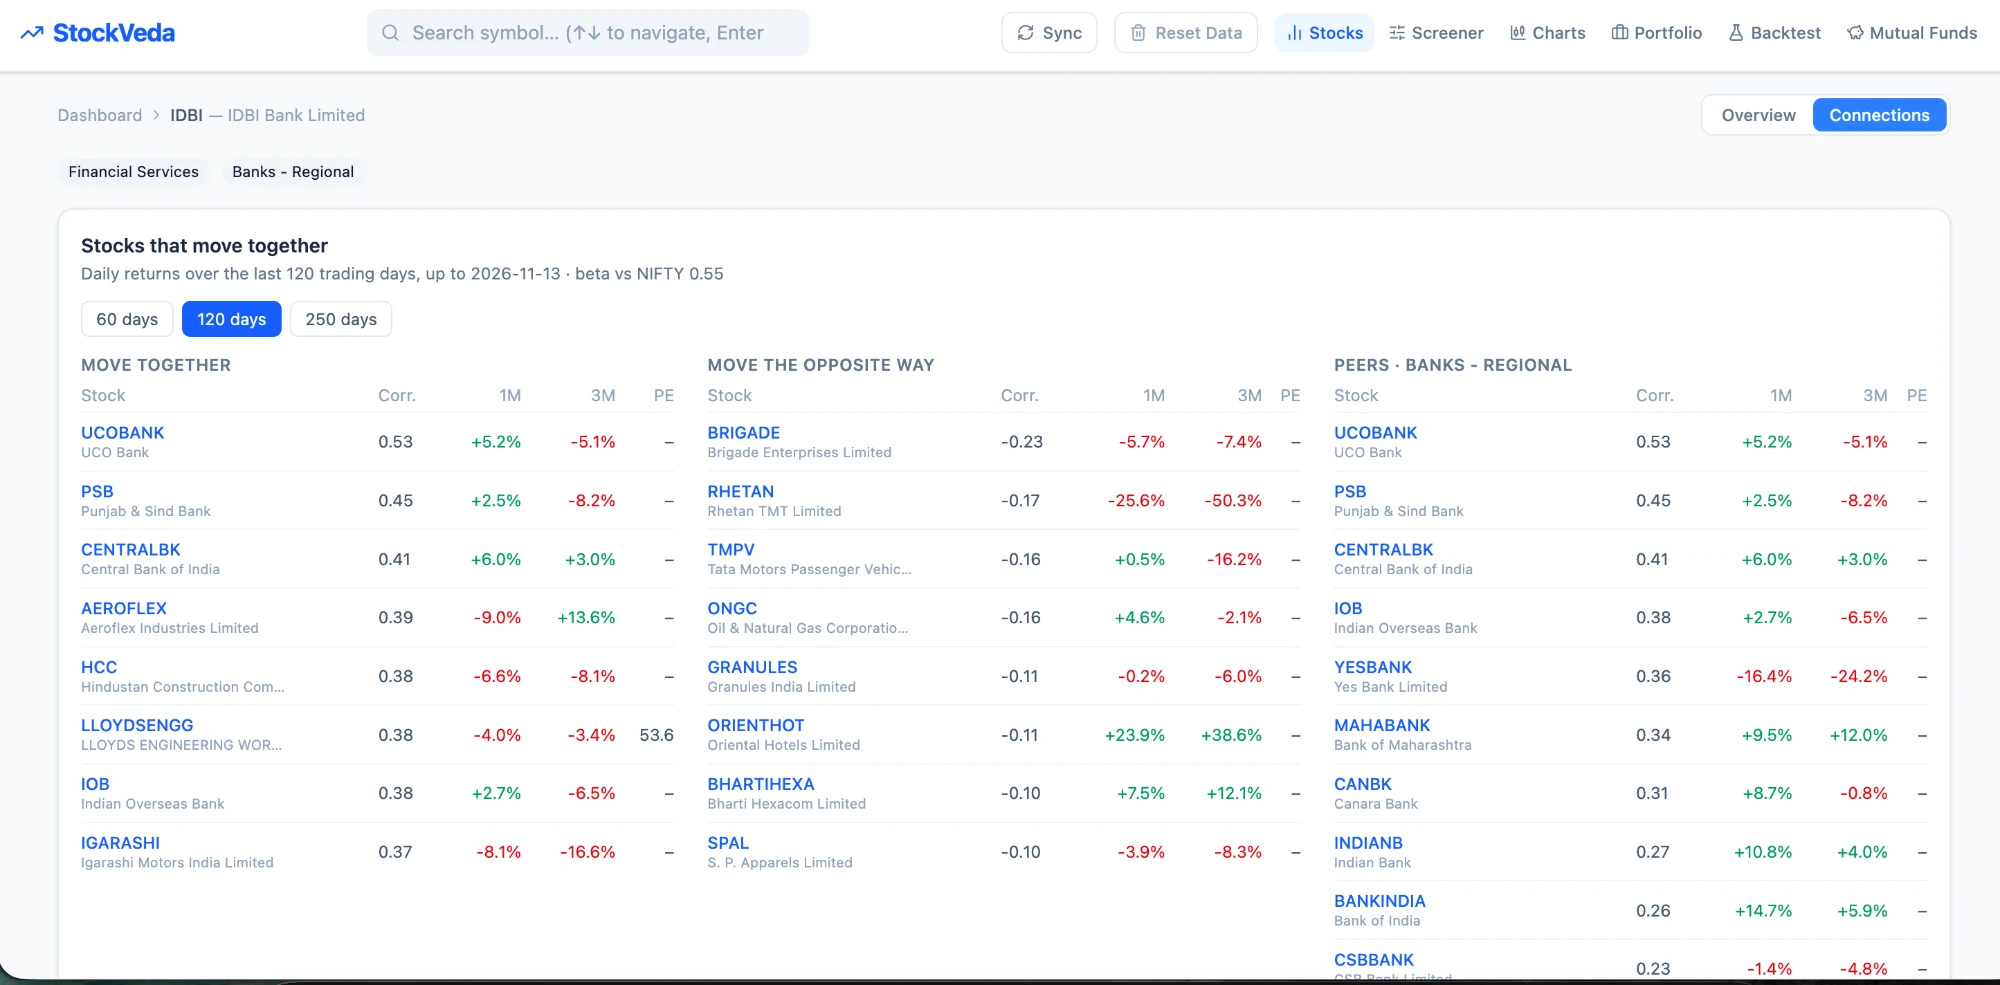 StockVeda
Search symbol... (↑↓ to navigate, Enter
Sync
Reset Data
Stocks
Screener
Charts
Portfolio
Backtest
Mutual Funds
Dashboard > IDBI — IDBI Bank Limited
Overview
Connections
Financial Services
Banks - Regional
Stocks that move together
Daily returns over the last 120 trading days, up to 2026-11-13 · beta vs NIFTY 0.55
60 days
120 days
250 days
MOVE TOGETHER
Stock Corr. 1M 3M PE
UCOBANK 0.53 +5.2% -5.1% –
UCO Bank
PSB 0.45 +2.5% -8.2% –
Punjab & Sind Bank
CENTRALBK 0.41 +6.0% +3.0% –
Central Bank of India
AEROFLEX 0.39 -9.0% +13.6% –
Aeroflex Industries Limited
HCC 0.38 -6.6% -8.1% –
Hindustan Construction Com...
LLOYDSENGG 0.38 -4.0% -3.4% 53.6
LLOYDS ENGINEERING WOR...
IOB 0.38 +2.7% -6.5% –
Indian Overseas Bank
IGARASHI 0.37 -8.1% -16.6% –
Igarashi Motors India Limited
MOVE THE OPPOSITE WAY
Stock Corr. 1M 3M PE
BRIGADE -0.23 -5.7% -7.4% –
Brigade Enterprises Limited
RHETAN -0.17 -25.6% -50.3% –
Rhetan TMT Limited
TMPV -0.16 +0.5% -16.2% –
Tata Motors Passenger Vehic...
ONGC -0.16 +4.6% -2.1% –
Oil & Natural Gas Corporatio...
GRANULES -0.11 -0.2% -6.0% –
Granules India Limited
ORIENTHOT -0.11 +23.9% +38.6% –
Oriental Hotels Limited
BHARTIHEXA -0.10 +7.5% +12.1% –
Bharti Hexacom Limited
SPAL -0.10 -3.9% -8.3% –
S. P. Apparels Limited
PEERS · BANKS - REGIONAL
Stock Corr. 1M 3M PE
UCOBANK 0.53 +5.2% -5.1% –
UCO Bank
PSB 0.45 +2.5% -8.2% –
Punjab & Sind Bank
CENTRALBK 0.41 +6.0% +3.0% –
Central Bank of India
IOB 0.38 +2.7% -6.5% –
Indian Overseas Bank
YESBANK 0.36 -16.4% -24.2% –
Yes Bank Limited
MAHABANK 0.34 +9.5% +12.0% –
Bank of Maharashtra
CANBK 0.31 +8.7% -0.8% –
Canara Bank
INDIANB 0.27 +10.8% +4.0% –
Indian Bank
BANKINDIA 0.26 +14.7% +5.9% –
Bank of India
CSBBANK 0.23 -1.4% -4.8% –
CSB Bank Limited